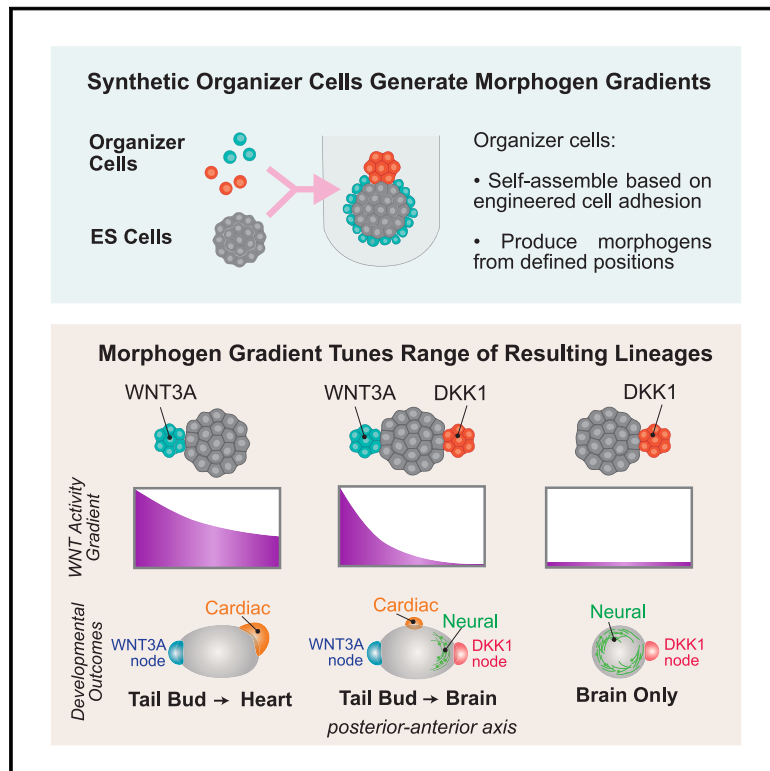 Synthetic Organizer Cells Generate Morphogen Gradients
Organizer
Cells
ES Cells
Organizer cells:
• Self-assemble based on
engineered cell adhesion
• Produce morphogens
from defined positions
Morphogen Gradient Tunes Range of Resulting Lineages
WNT3A
WNT3A
DKK1
DKK1
WNT Activity
Gradient
Developmental
Outcomes
Cardiac
WNT3A
node
Tail Bud → Heart
Cardiac
Neural
WNT3A
node
DKK1
node
Tail Bud → Brain
Neural
DKK1
node
Brain Only
posterior-anterior axis